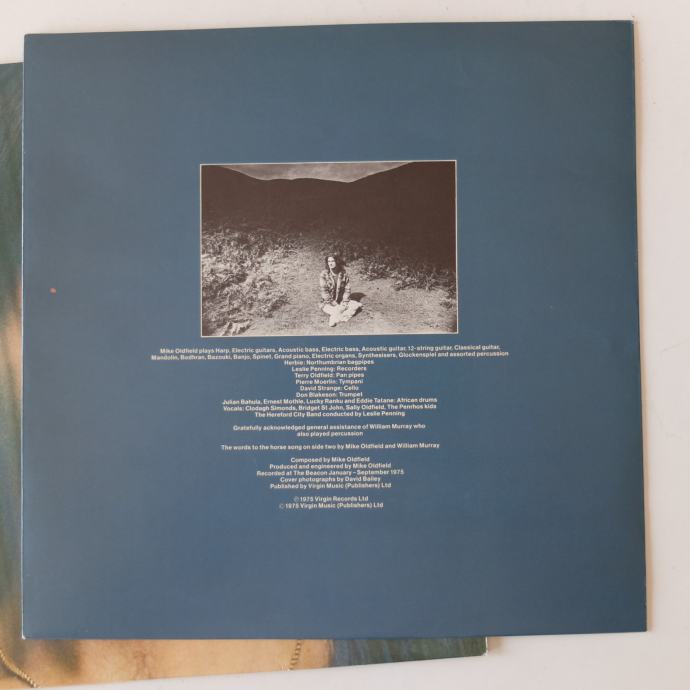 Mike Oldfield plays Harp, Electric guitars, Acoustic bass, Electric bass, Acoustic guitar, 12-string guitar, Classical guitar,
Mandolin, Bodhran, Bazouki, Banjo, Spinet, Grand piano, Electric organs, Synthesisers, Glockenspiel and assorted percussion
Herbie: Northumbrian bagpipes
Leslie Penning: Recorders
Terry Oldfield: Pan pipes
Pierre Moerlin: Tympani
David Strange: Cello
Don Blakeson: Trumpet
Julian Bahula, Ernest Mothle, Lucky Ranku and Eddie Tatane: African drums
Vocals: Clodagh Simonds, Bridget St John, Sally Oldfield, The Penrhos kids
The Hereford City Band conducted by Leslie Penning
Gratefully acknowledged general assistance of William Murray who
also played percussion
The words to the horse song on side two by Mike Oldfield and William Murray
Composed by Mike Oldfield
Produced and engineered by Mike Oldfield
Recorded at The Beacon January – September 1975
Cover photographs by David Bailey
Published by Virgin Music (Publishers) Ltd
℗ 1975 Virgin Records Ltd
© 1975 Virgin Music (Publishers) Ltd